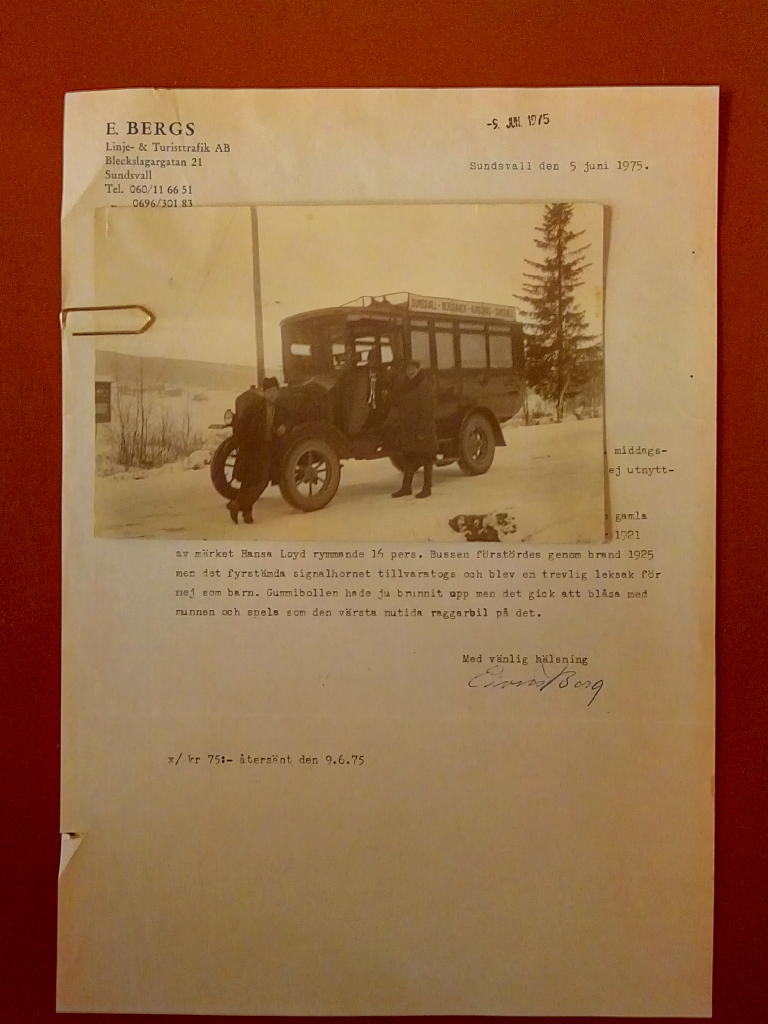 E. BERGS
Linje- & Turisttrafik AB
Bleckslagargatan 21
Sundsvall
Tel. 060/11 66 51
„ 0696/301 83
-9. JUNI 1975
Sundsvall den 5 juni 1975.
SUNDSVALL -
middags-
ej utnytt-
gamla
1921
av märket Hansa Loyd rymmande 16 pers. Bussen förstördes genom brand 1925
men det fyrstämda signalhornet tillvaratogs och blev en trevlig leksak för
mej som barn. Gummibollen hade ju brunnit upp men det gick att blåsa med
munnen och spela som den värsta nutida raggarbil på det.
Med vänlig hälsning
Berg
x/ kr 75:- återsänt den 9.6.75